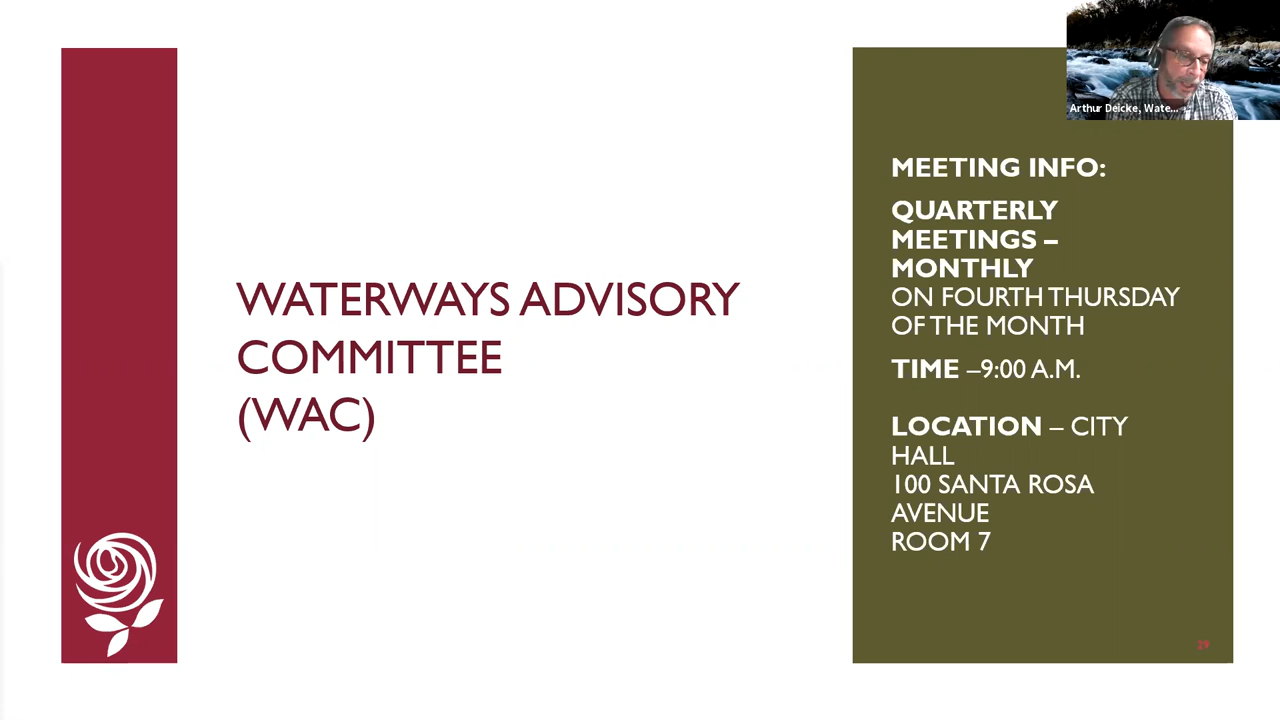 Arthur Deicke, Wate...
WATERWAYS ADVISORY
COMMITTEE
(WAC)
MEETING INFO:
QUARTERLY
MEETINGS –
MONTHLY
ON FOURTH THURSDAY
OF THE MONTH
TIME –9:00 A.M.
LOCATION – CITY
HALL
100 SANTA ROSA
AVENUE
ROOM 7
29